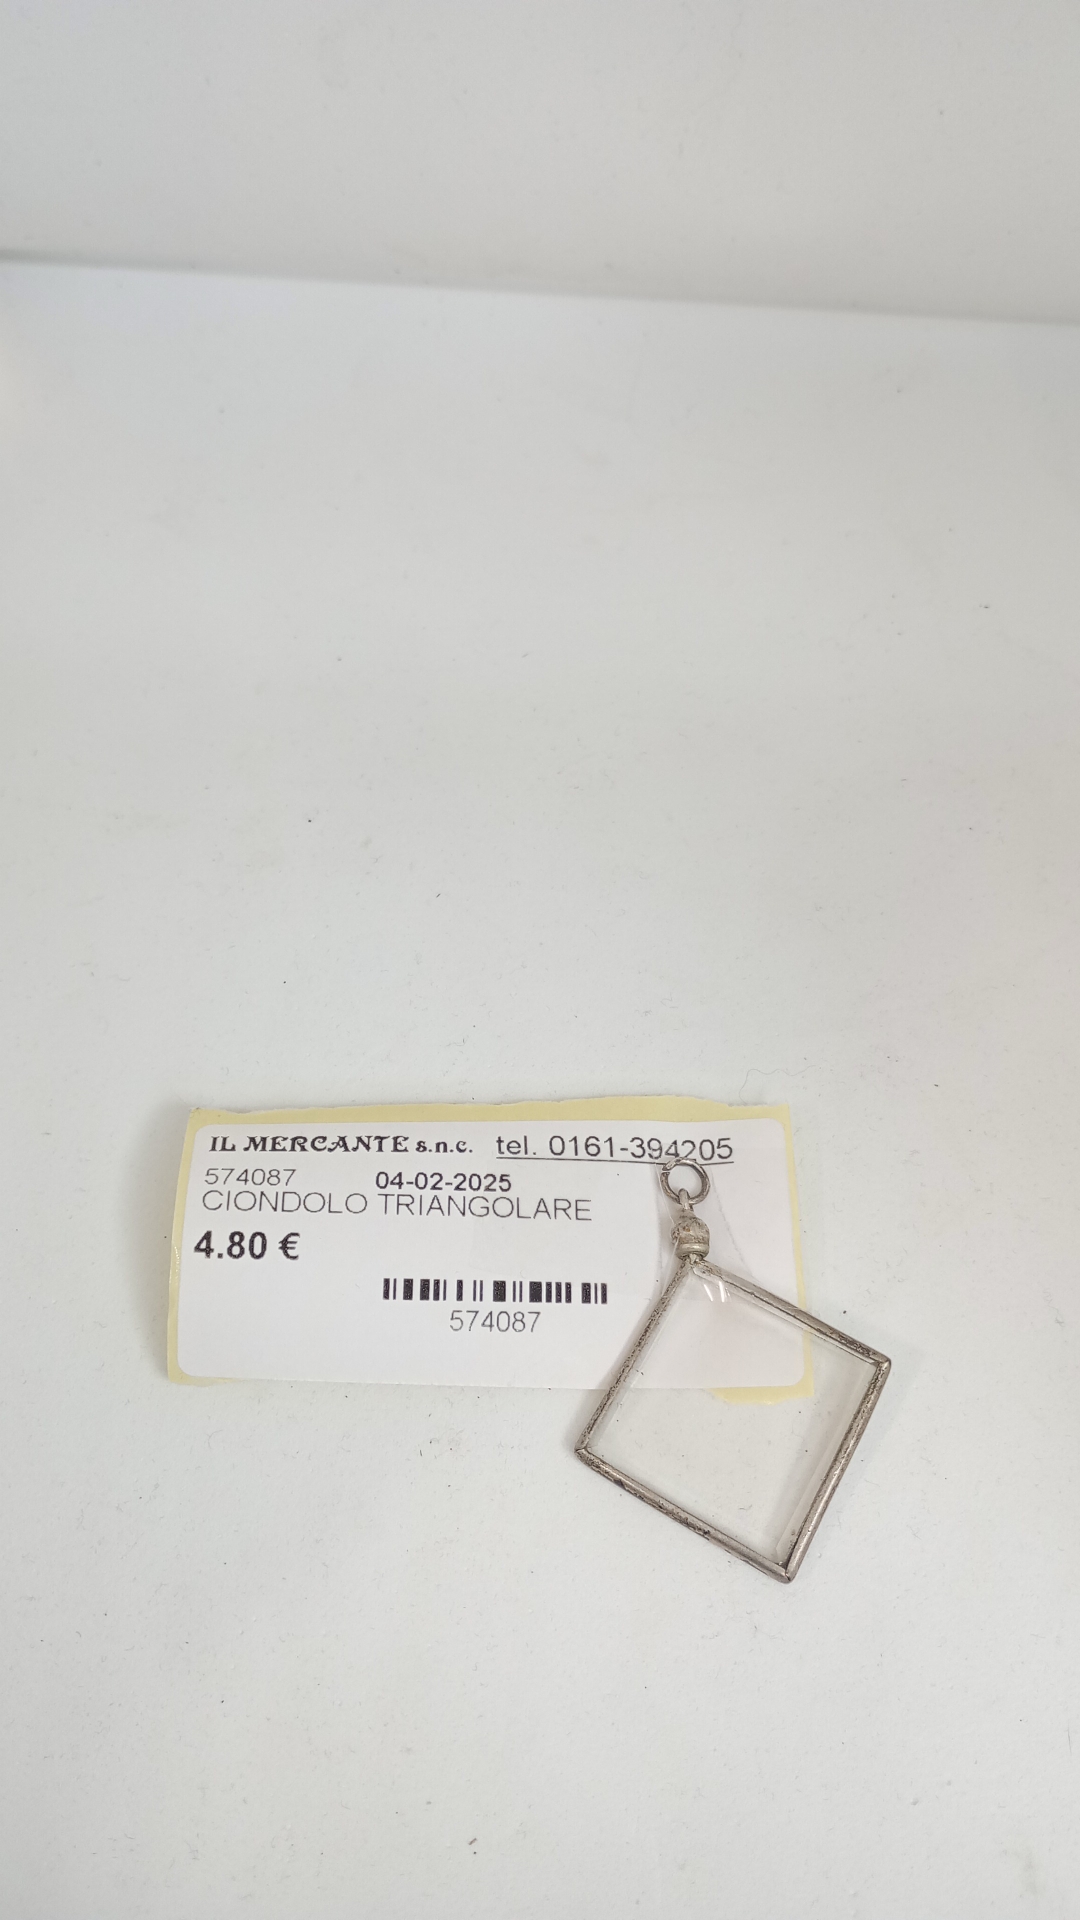 IL MERCANTE s.n.c. tel. 0161-394205
574087 04-02-2025
CIONDOLO TRIANGOLARE
4.80 €
574087